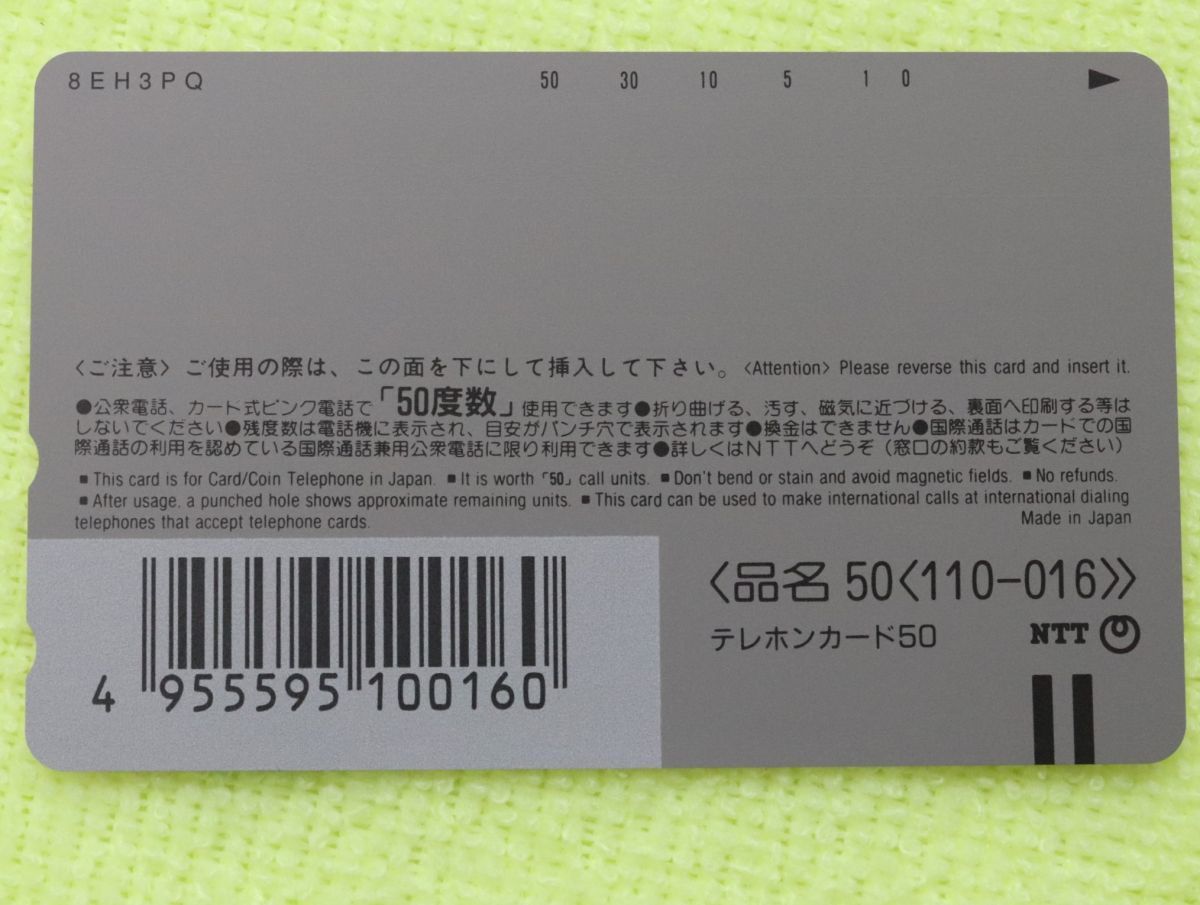 8EH3PQ 50 30 10 5 1 0
〈ご注意〉ご使用の際は、この面を下にして挿入して下さい。〈Attention〉Please reverse this card and insert it.
●公衆電話、カード式ピンク電話で「50度数」使用できます●折り曲げる、汚す、磁気に近づける、裏面へ印刷する等は
しないでください●残度数は電話機に表示され、目安がパンチ穴で表示されます●換金はできません●国際通話はカードでの国
際通話の利用を認めている国際通話兼用公衆電話に限り利用できます●詳しくはNTTへどうぞ(窓口の約款もご覧ください)
■This card is for Card/Coin Telephone in Japan. ■It is worth「50」call units. ■Don't bend or stain and avoid magnetic fields. ■No refunds.
■After usage, a punched hole shows approximate remaining units. ■This card can be used to make international calls at international dialing
telephones that accept telephone cards.
Made in Japan
〈品名 50〈110-016〉〉
テレホンカード50
NTT
4 955595 100160